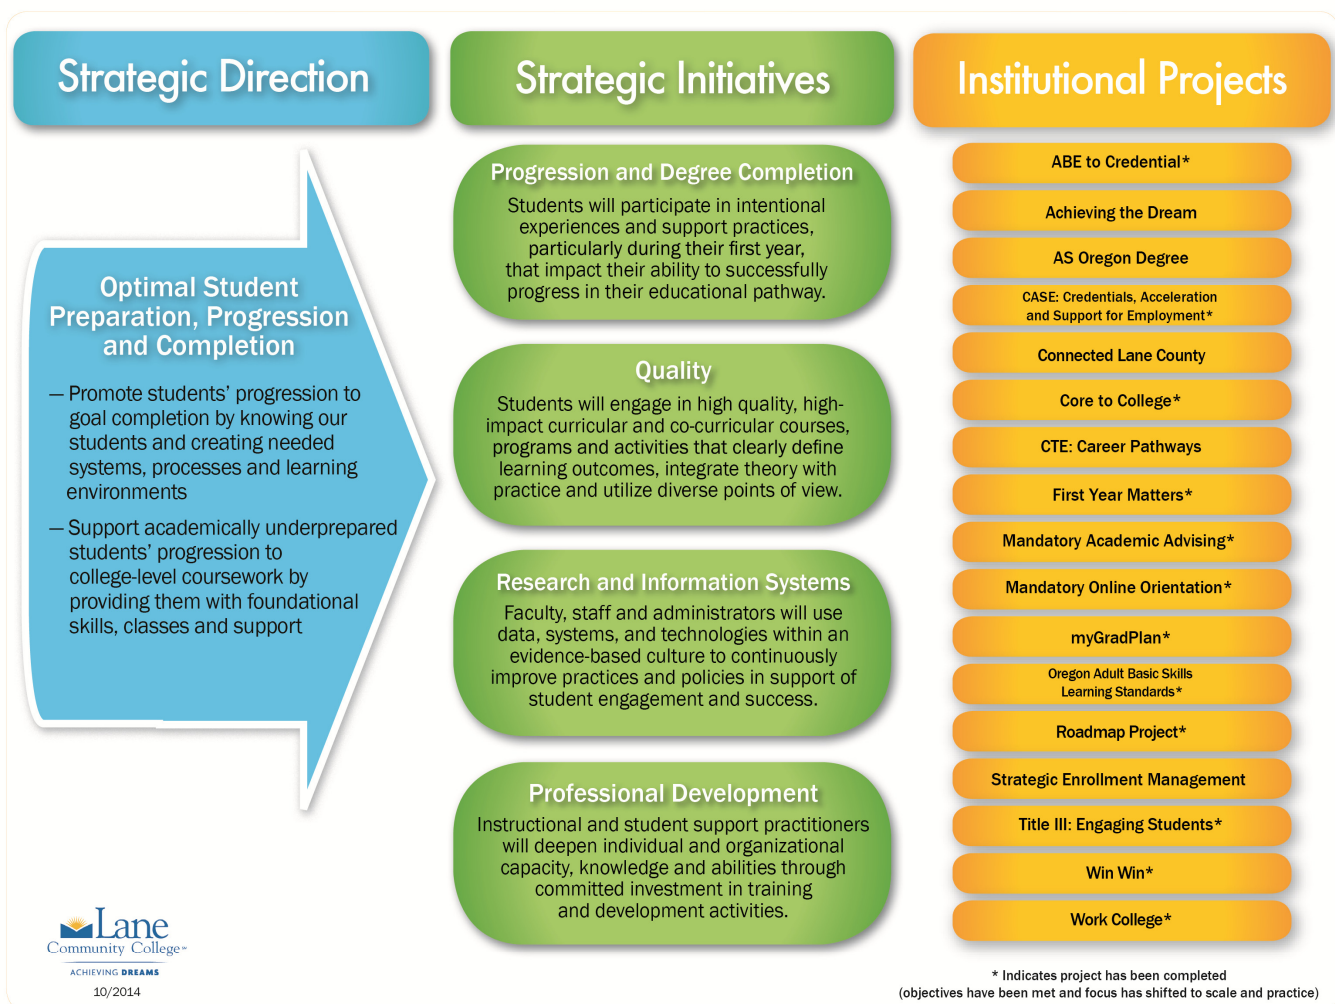 Strategic Direction
Optimal Student
Preparation, Progression
and Completion
— Promote students' progression to
goal completion by knowing our
students and creating needed
systems, processes and learning
environments
— Support academically underprepared
students' progression to
college-level coursework by
providing them with foundational
skills, classes and support
Lane
Community College℠
ACHIEVING DREAMS
10/2014
Strategic Initiatives
Progression and Degree Completion
Students will participate in intentional
experiences and support practices,
particularly during their first year,
that impact their ability to successfully
progress in their educational pathway.
Quality
Students will engage in high quality, high-
impact curricular and co-curricular courses,
programs and activities that clearly define
learning outcomes, integrate theory with
practice and utilize diverse points of view.
Research and Information Systems
Faculty, staff and administrators will use
data, systems, and technologies within an
evidence-based culture to continuously
improve practices and policies in support of
student engagement and success.
Professional Development
Instructional and student support practitioners
will deepen individual and organizational
capacity, knowledge and abilities through
committed investment in training
and development activities.
Institutional Projects
ABE to Credential*
Achieving the Dream
AS Oregon Degree
CASE: Credentials, Acceleration
and Support for Employment*
Connected Lane County
Core to College*
CTE: Career Pathways
First Year Matters*
Mandatory Academic Advising*
Mandatory Online Orientation*
myGradPlan*
Oregon Adult Basic Skills
Learning Standards*
Roadmap Project*
Strategic Enrollment Management
Title III: Engaging Students*
Win Win*
Work College*
* Indicates project has been completed
(objectives have been met and focus has shifted to scale and practice)